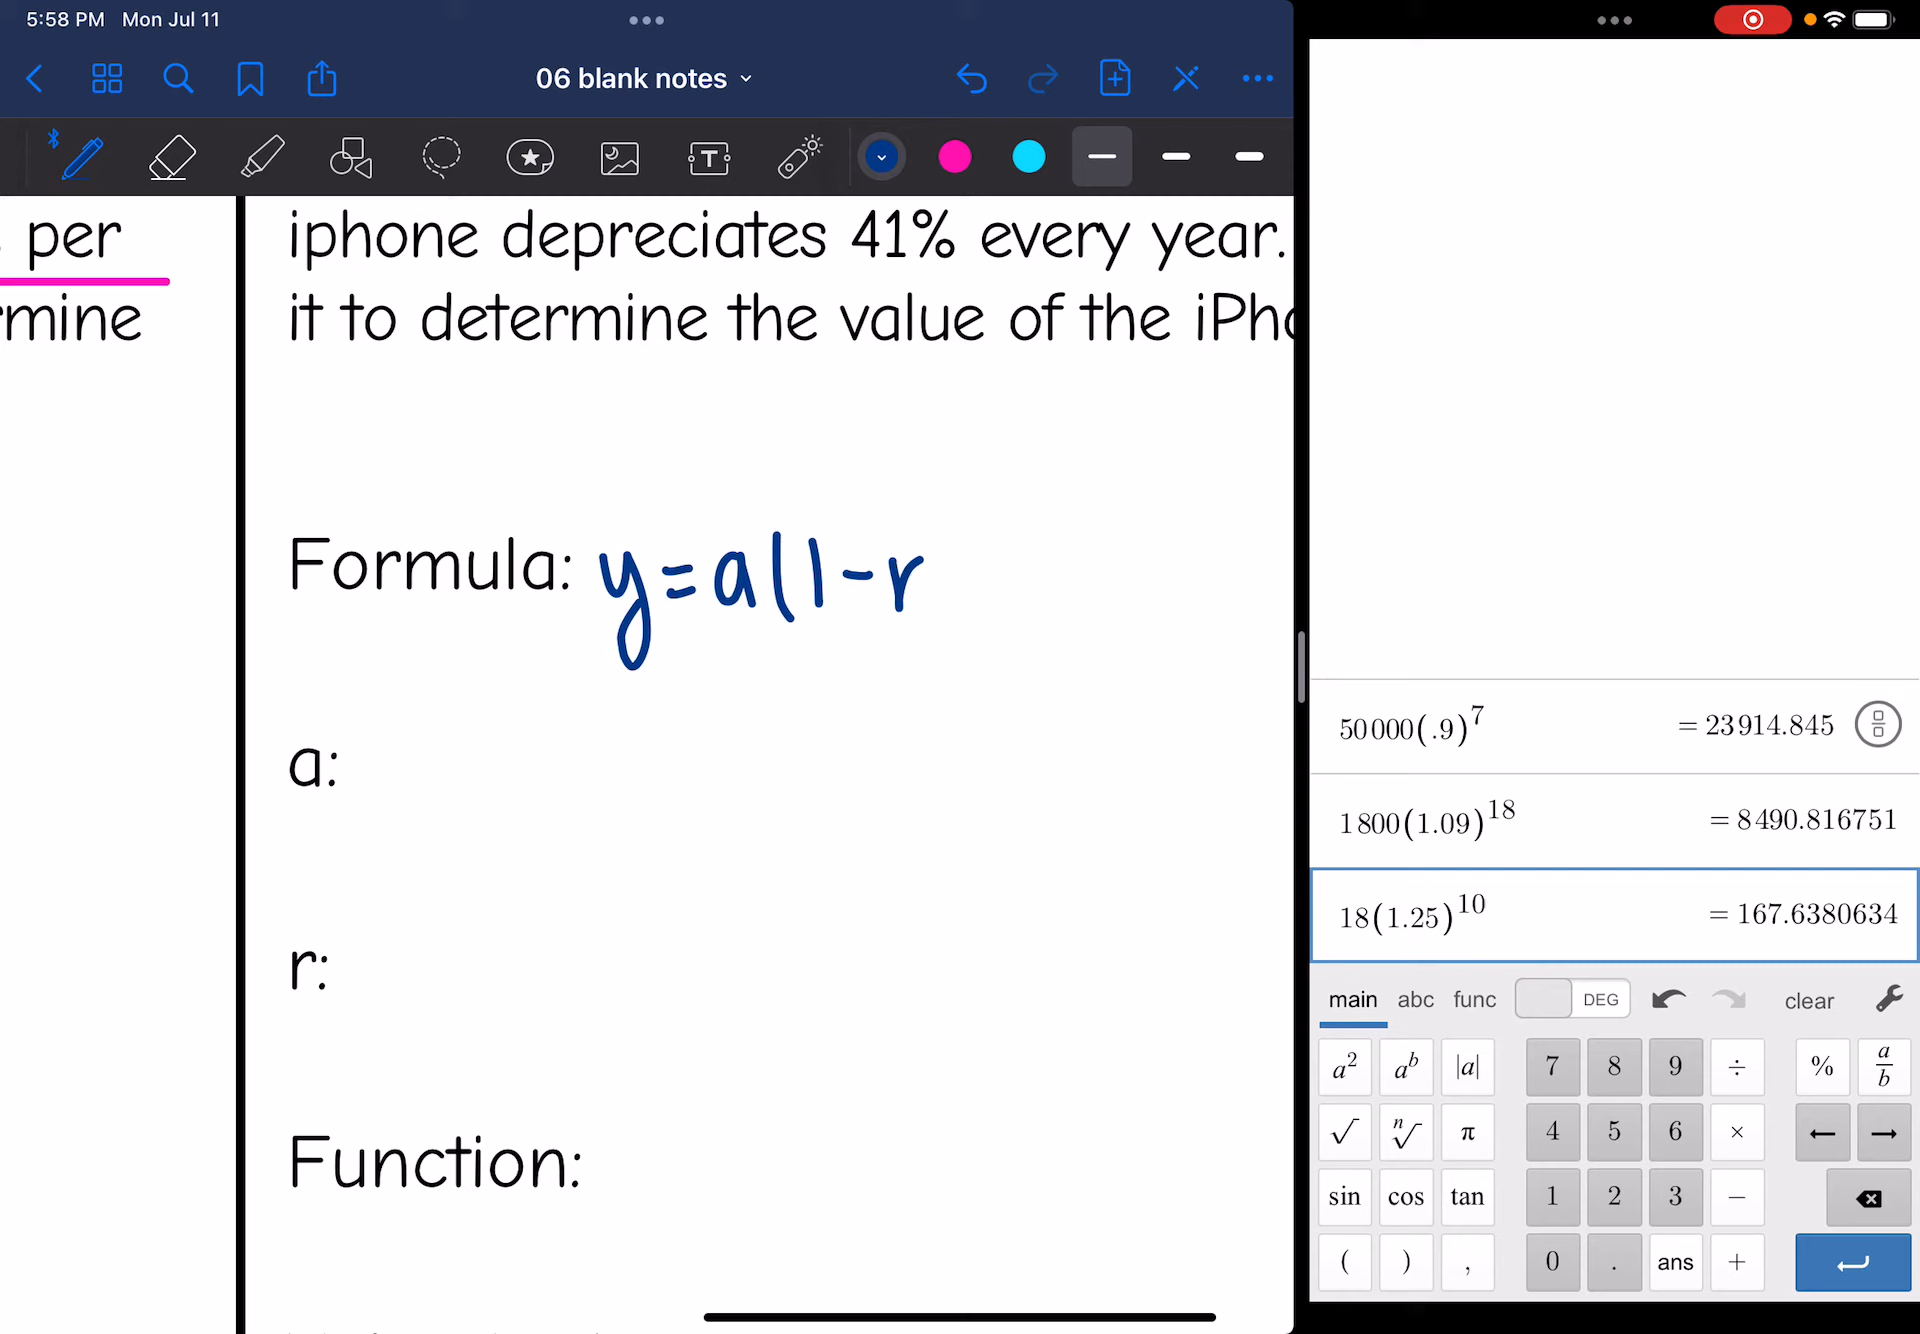 5:58 PM Mon Jul 11
06 blank notes
T
per
rmine
iphone depreciates 41% every year.
it to determine the value of the iPho
Formula: y=a(1-r
a:
r:
Function:
50000(.9)^7 = 23914.845
1800(1.09)^18 = 8490.816751
18(1.25)^10 = 167.6380634
main abc func DEG clear
a² a^b |a| 7 8 9 ÷ % a/b
√ ⁿ√ π 4 5 6 × ← →
sin cos tan 1 2 3 −
( ) , 0 . ans +